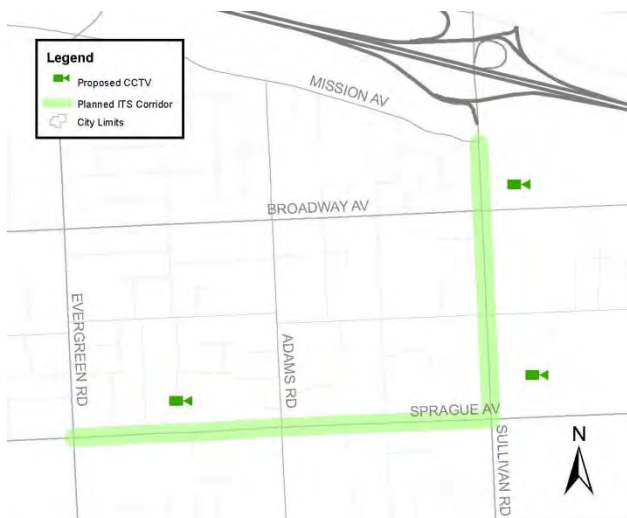 Legend
Proposed CCTV
Planned ITS Corridor
City Limits
MISSION AV
BROADWAY AV
EVERGREEN RD
ADAMS RD
SPRAGUE AV
SULLIVAN RD
N